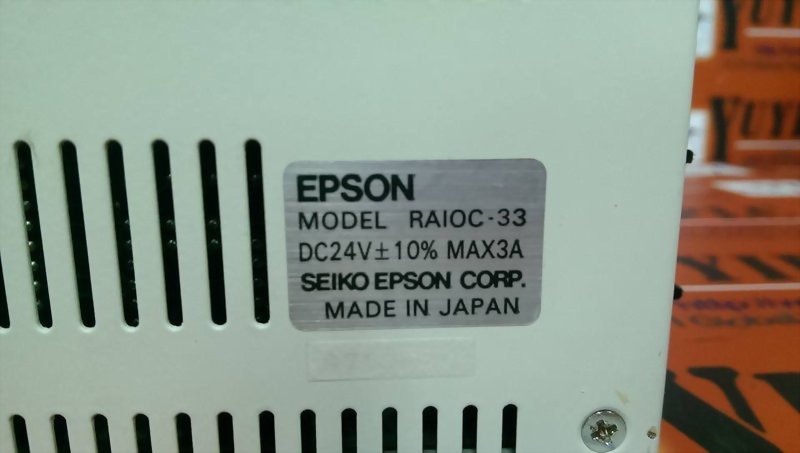 EPSON
MODEL RAIOC-33
DC24V±10% MAX3A
SEIKO EPSON CORP.
MADE IN JAPAN